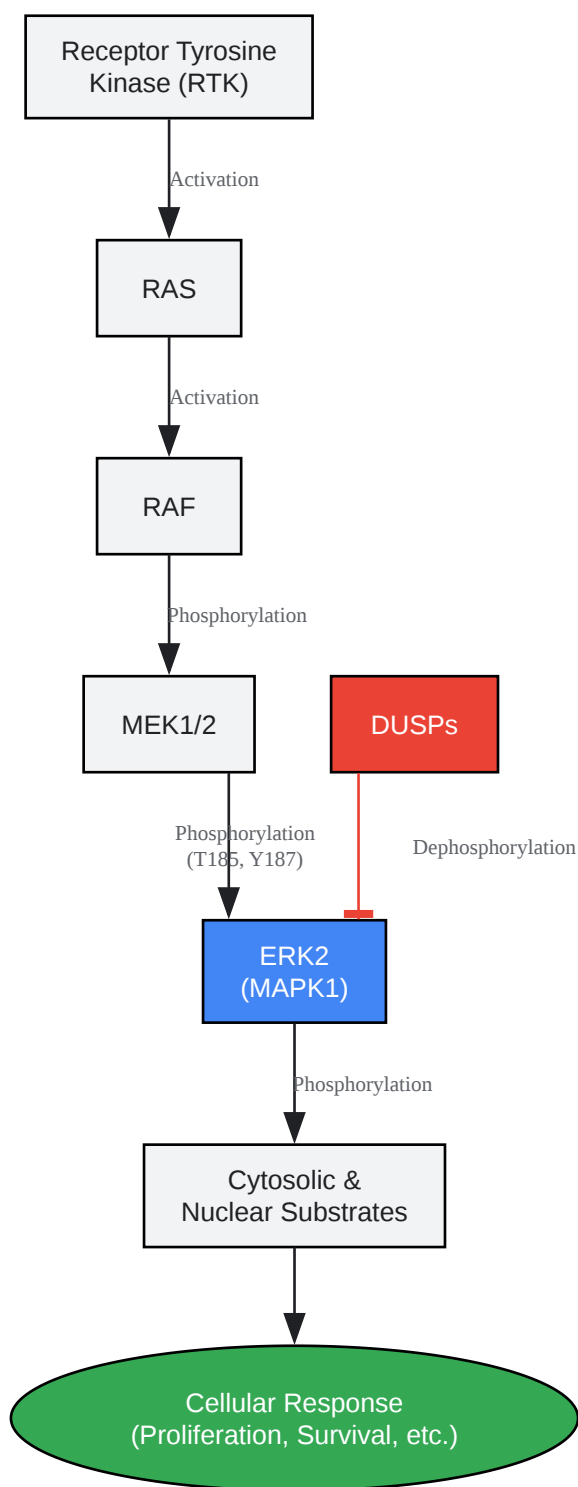 Receptor Tyrosine
Kinase (RTK)
Activation
RAS
Activation
RAF
Phosphorylation
MEK1/2
DUSPs
Phosphorylation
(T185, Y187)
Dephosphorylation
ERK2
(MAPK1)
Phosphorylation
Cytosolic &
Nuclear Substrates
Cellular Response
(Proliferation, Survival, etc.)